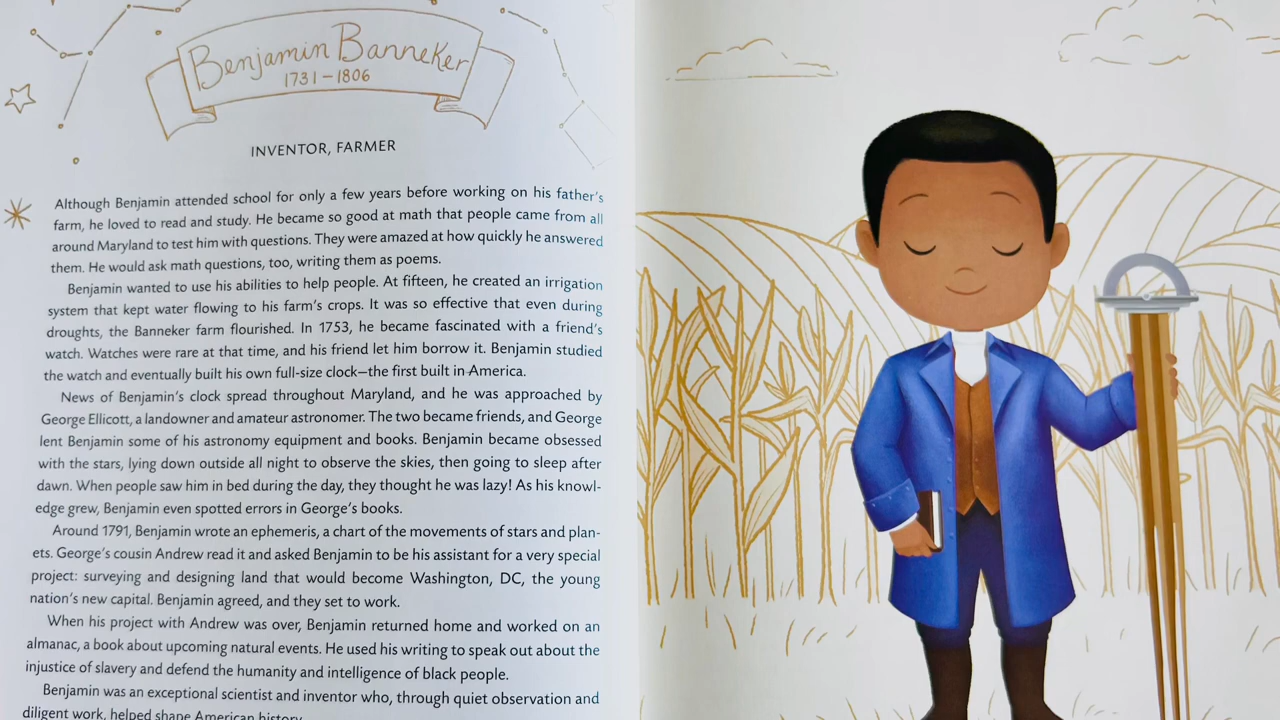 Benjamin Banneker
1731–1806
INVENTOR, FARMER
Although Benjamin attended school for only a few years before working on his father's
farm, he loved to read and study. He became so good at math that people came from all
around Maryland to test him with questions. They were amazed at how quickly he answered
them. He would ask math questions, too, writing them as poems.
Benjamin wanted to use his abilities to help people. At fifteen, he created an irrigation
system that kept water flowing to his farm's crops. It was so effective that even during
droughts, the Banneker farm flourished. In 1753, he became fascinated with a friend's
watch. Watches were rare at that time, and his friend let him borrow it. Benjamin studied
the watch and eventually built his own full-size clock—the first built in America.
News of Benjamin's clock spread throughout Maryland, and he was approached by
George Ellicott, a landowner and amateur astronomer. The two became friends, and George
lent Benjamin some of his astronomy equipment and books. Benjamin became obsessed
with the stars, lying down outside all night to observe the skies, then going to sleep after
dawn. When people saw him in bed during the day, they thought he was lazy! As his knowl-
edge grew, Benjamin even spotted errors in George's books.
Around 1791, Benjamin wrote an ephemeris, a chart of the movements of stars and plan-
ets. George's cousin Andrew read it and asked Benjamin to be his assistant for a very special
project: surveying and designing land that would become Washington, DC, the young
nation's new capital. Benjamin agreed, and they set to work.
When his project with Andrew was over, Benjamin returned home and worked on an
almanac, a book about upcoming natural events. He used his writing to speak out about the
injustice of slavery and defend the humanity and intelligence of black people.
Benjamin was an exceptional scientist and inventor who, through quiet observation and
diligent work, helped shape American history.